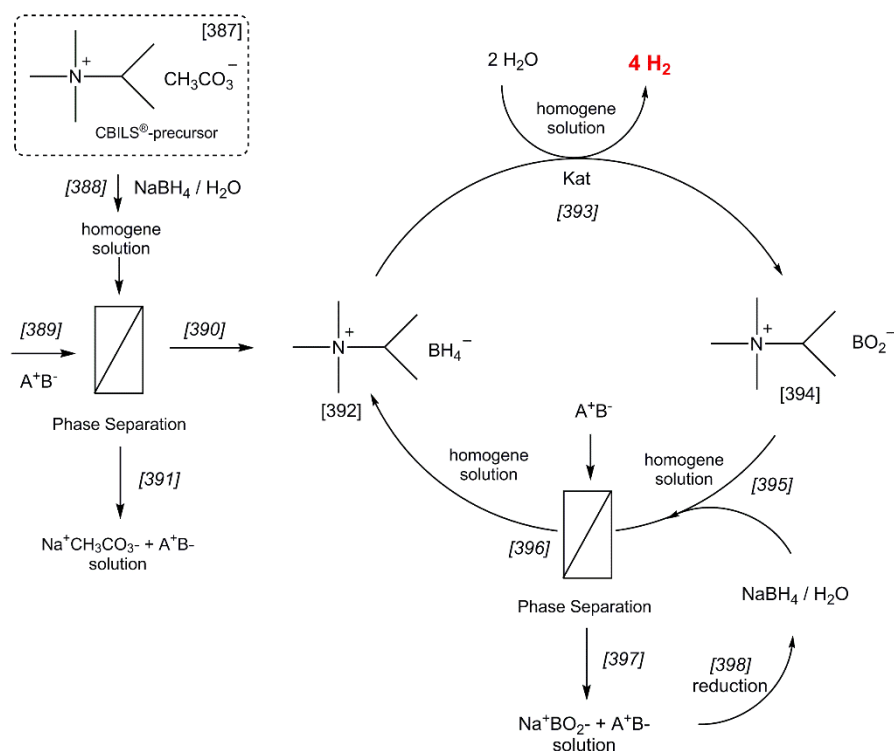 [387]
N
+
CH₃CO₃⁻
CBILS®-precursor
[388]
NaBH₄ / H₂O
homogene
solution
[389]
A⁺B⁻
[390]
Phase Separation
[391]
Na⁺CH₃CO₃- + A⁺B-
solution
2 H₂O
4 H₂
homogene
solution
Kat
[393]
N
+
BH₄⁻
[392]
N
+
BO₂⁻
[394]
A⁺B⁻
homogene
solution
homogene
solution
[395]
[396]
Phase Separation
NaBH₄ / H₂O
[397]
[398]
reduction
Na⁺BO₂- + A⁺B-
solution